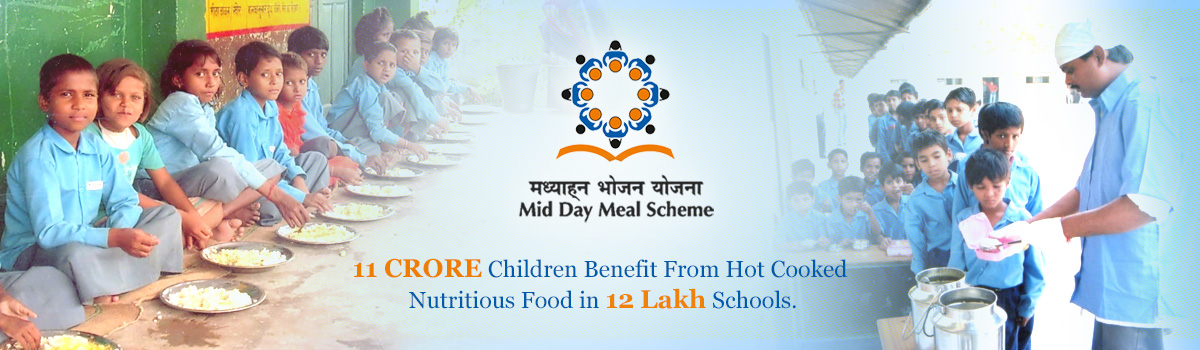 मध्याह्न भोजन योजना
Mid Day Meal Scheme
11 CRORE Children Benefit From Hot Cooked
Nutritious Food in 12 Lakh Schools.